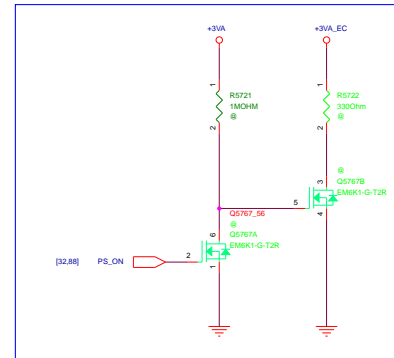 +3VA
+3VA_EC
1
R5721
1MOHM
@
2
1
R5722
330Ohm
@
2
@
Q5767B
EM6K1-G-T2R
3
5
4
Q5767_56
@
Q5767A
EM6K1-G-T2R
6
2
1
[32,88]
PS_ON